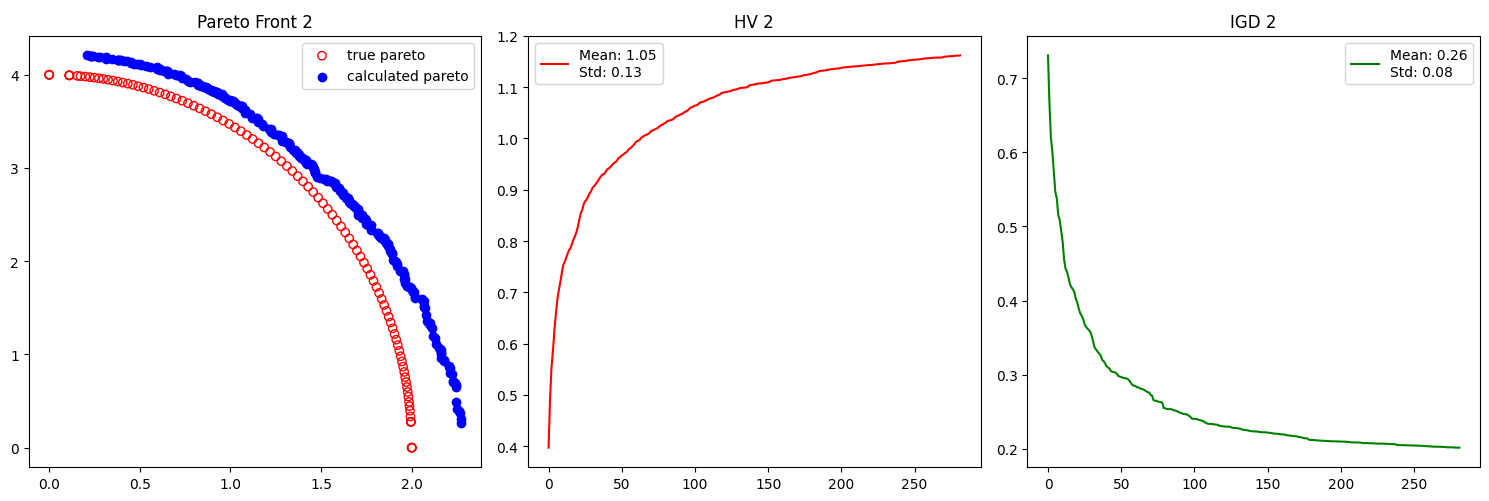 Pareto Front 2
true pareto
calculated pareto
4
3
2
1
0
0.0 0.5 1.0 1.5 2.0
HV 2
Mean: 1.05
Std: 0.13
1.2
1.1
1.0
0.9
0.8
0.7
0.6
0.5
0.4
0 50 100 150 200 250
IGD 2
Mean: 0.26
Std: 0.08
0.7
0.6
0.5
0.4
0.3
0.2
0 50 100 150 200 250